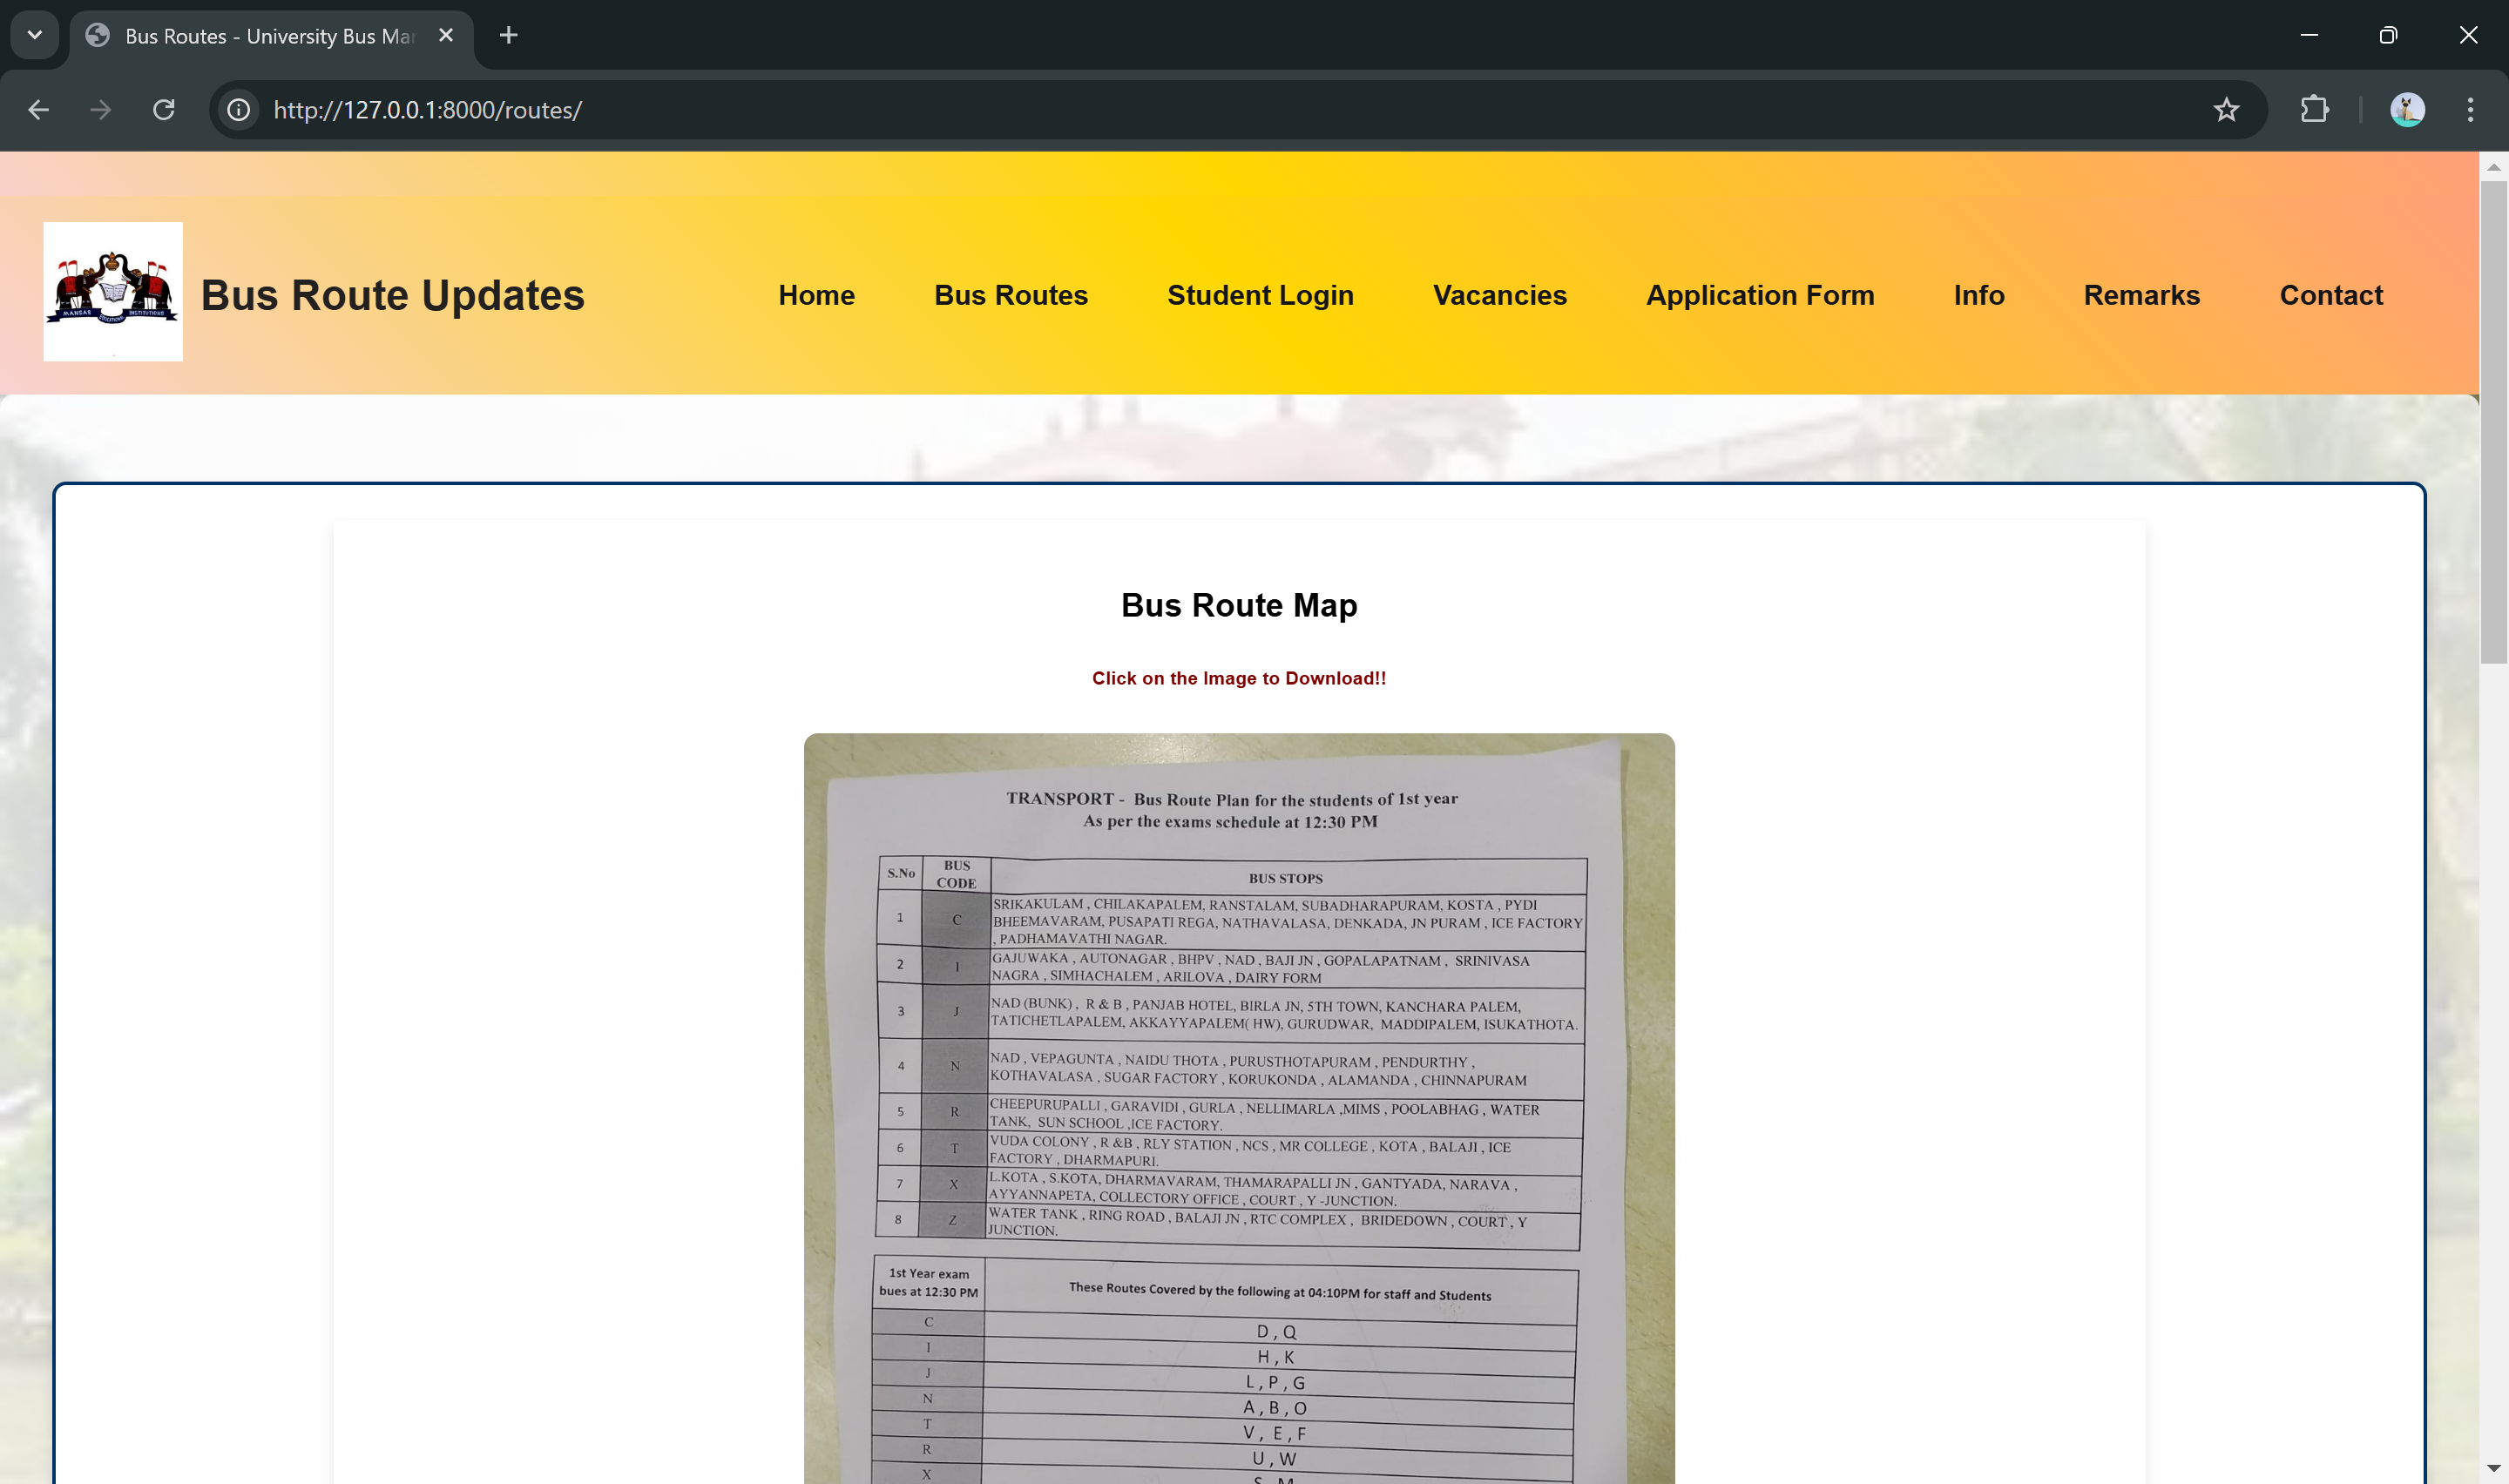 Bus Routes - University Bus Mar
http://127.0.0.1:8000/routes/
MANSAS EDUCATIONAL INSTITUTIONS
Bus Route Updates
Home Bus Routes Student Login Vacancies Application Form Info Remarks Contact
Bus Route Map
Click on the Image to Download!!
TRANSPORT - Bus Route Plan for the students of 1st year
As per the exams schedule at 12:30 PM
S.No BUS CODE BUS STOPS
1 C SRIKAKULAM , CHILAKAPALEM, RANSTALAM, SUBADHARAPURAM, KOSTA , PYDI
BHEEMAVARAM, PUSAPATI REGA, NATHAVALASA, DENKADA, JN PURAM , ICE FACTORY
, PADHAMAVATHI NAGAR.
2 I GAJUWAKA , AUTONAGAR , BHPV , NAD , BAJI JN , GOPALAPATNAM , SRINIVASA
NAGRA , SIMHACHALEM , ARILOVA , DAIRY FORM
3 J NAD (BUNK) , R & B , PANJAB HOTEL, BIRLA JN, 5TH TOWN, KANCHARA PALEM,
TATICHETLAPALEM, AKKAYYAPALEM( HW), GURUDWAR, MADDIPALEM, ISUKATHOTA.
4 N NAD , VEPAGUNTA , NAIDU THOTA , PURUSTHOTAPURAM , PENDURTHY ,
KOTHAVALASA , SUGAR FACTORY , KORUKONDA , ALAMANDA , CHINNAPURAM
5 R CHEEPURUPALLI , GARAVIDI , GURLA , NELLIMARLA ,MIMS , POOLABHAG , WATER
TANK, SUN SCHOOL ,ICE FACTORY.
6 T VUDA COLONY , R &B , RLY STATION , NCS , MR COLLEGE , KOTA , BALAJI , ICE
FACTORY , DHARMAPURI.
7 X L.KOTA , S.KOTA, DHARMAVARAM, THAMARAPALLI JN , GANTYADA, NARAVA ,
AYYANNAPETA, COLLECTORY OFFICE , COURT , Y -JUNCTION.
8 Z WATER TANK , RING ROAD , BALAJI JN , RTC COMPLEX , BRIDEDOWN , COURT , Y
JUNCTION.
1st Year exam
bues at 12:30 PM
These Routes Covered by the following at 04:10PM for staff and Students
C D , Q
I H , K
J L , P , G
N A , B , O
T V , E , F
R U , W
X